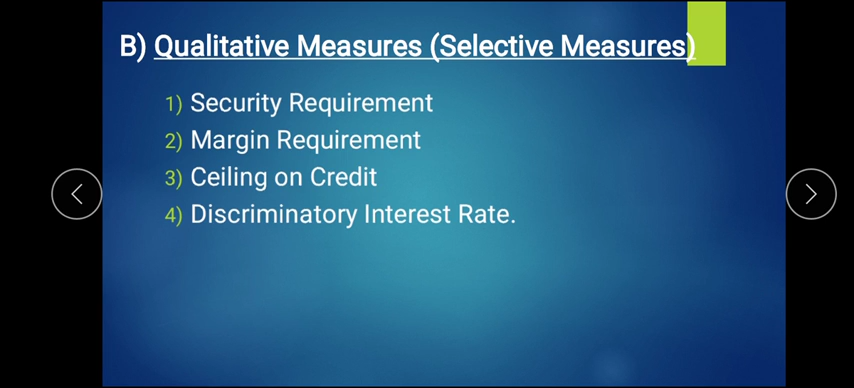 B) Qualitative Measures (Selective Measures)
1) Security Requirement
2) Margin Requirement
3) Ceiling on Credit
4) Discriminatory Interest Rate.